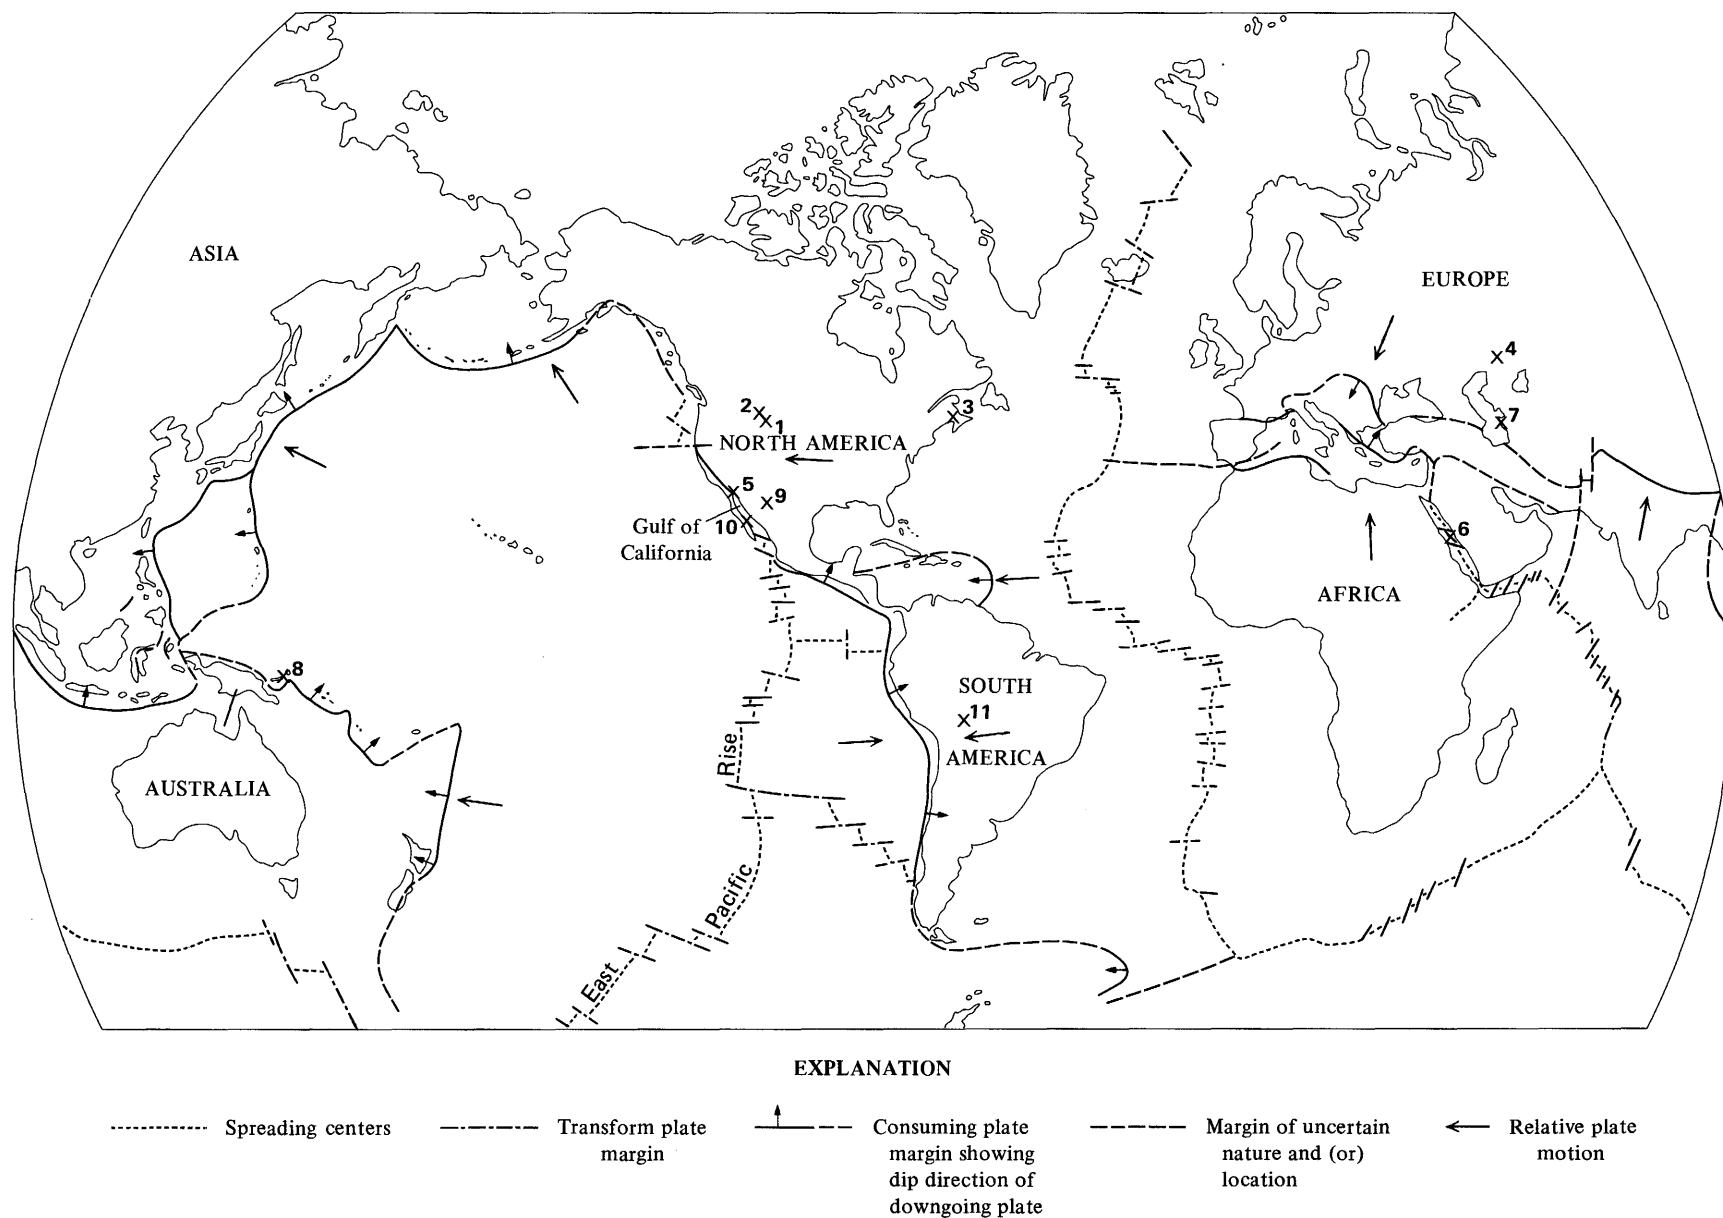 ASIA
EUROPE
4
2
1
3
7
NORTH AMERICA
5
9
10
Gulf of
California
6
AFRICA
8
SOUTH
11
AMERICA
Rise
AUSTRALIA
Pacific
East
EXPLANATION
Spreading centers
Transform plate
margin
Consuming plate
margin showing
dip direction of
downgoing plate
Margin of uncertain
nature and (or)
location
Relative plate
motion